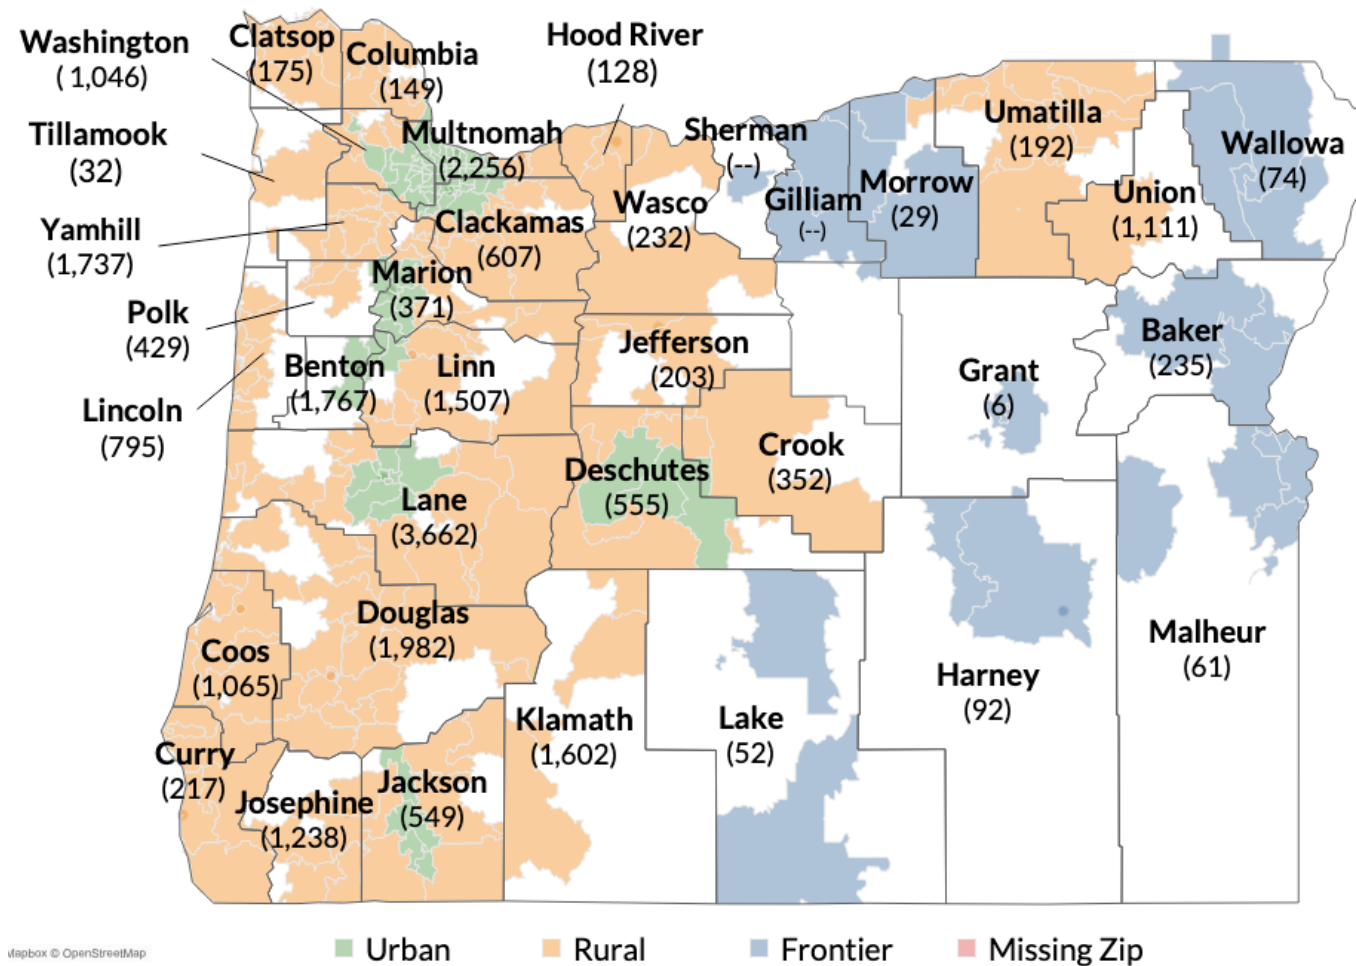 Washington
( 1,046)
Clatsop
(175)
Columbia
(149)
Hood River
(128)
Tillamook
(32)
Multnomah
(2,256)
Sherman
(--)
Umatilla
(192)
Wallowa
(74)
Yamhill
(1,737)
Clackamas
(607)
Wasco
(232)
Gilliam
(--)
Morrow
(29)
Union
(1,111)
Polk
(429)
Marion
(371)
Jefferson
(203)
Baker
(235)
Lincoln
(795)
Benton
(1,767)
Linn
(1,507)
Grant
(6)
Crook
(352)
Deschutes
(555)
Lane
(3,662)
Douglas
(1,982)
Coos
(1,065)
Malheur
(61)
Harney
(92)
Klamath
(1,602)
Lake
(52)
Curry
(217)
Josephine
(1,238)
Jackson
(549)
Urban
Rural
Frontier
Missing Zip
Mapbox © OpenStreetMap